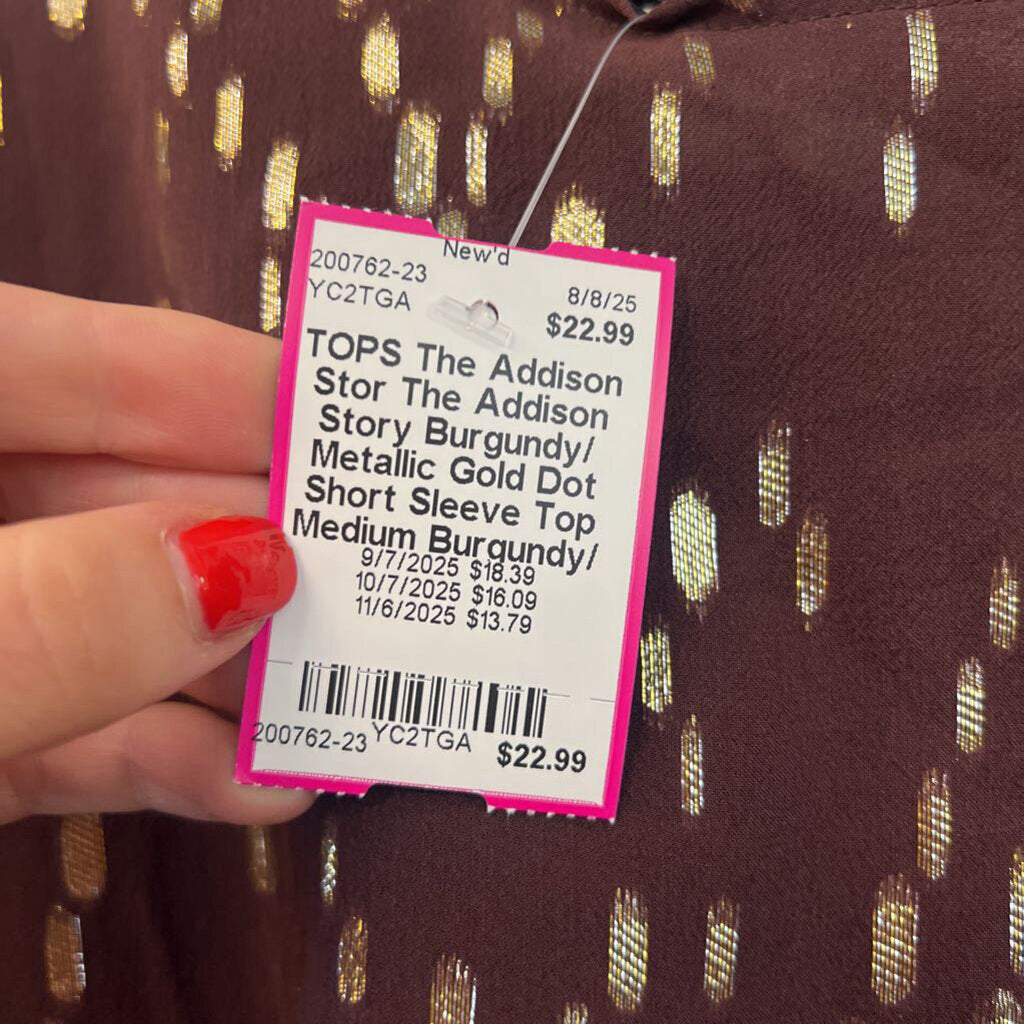 New'd
200762-23
YC2TGA
8/8/25
$22.99
TOPS The Addison
Stor The Addison
Story Burgundy/
Metallic Gold Dot
Short Sleeve Top
Medium Burgundy/
9/7/2025 $18.39
10/7/2025 $16.09
11/6/2025 $13.79
200762-23 YC2TGA $22.99